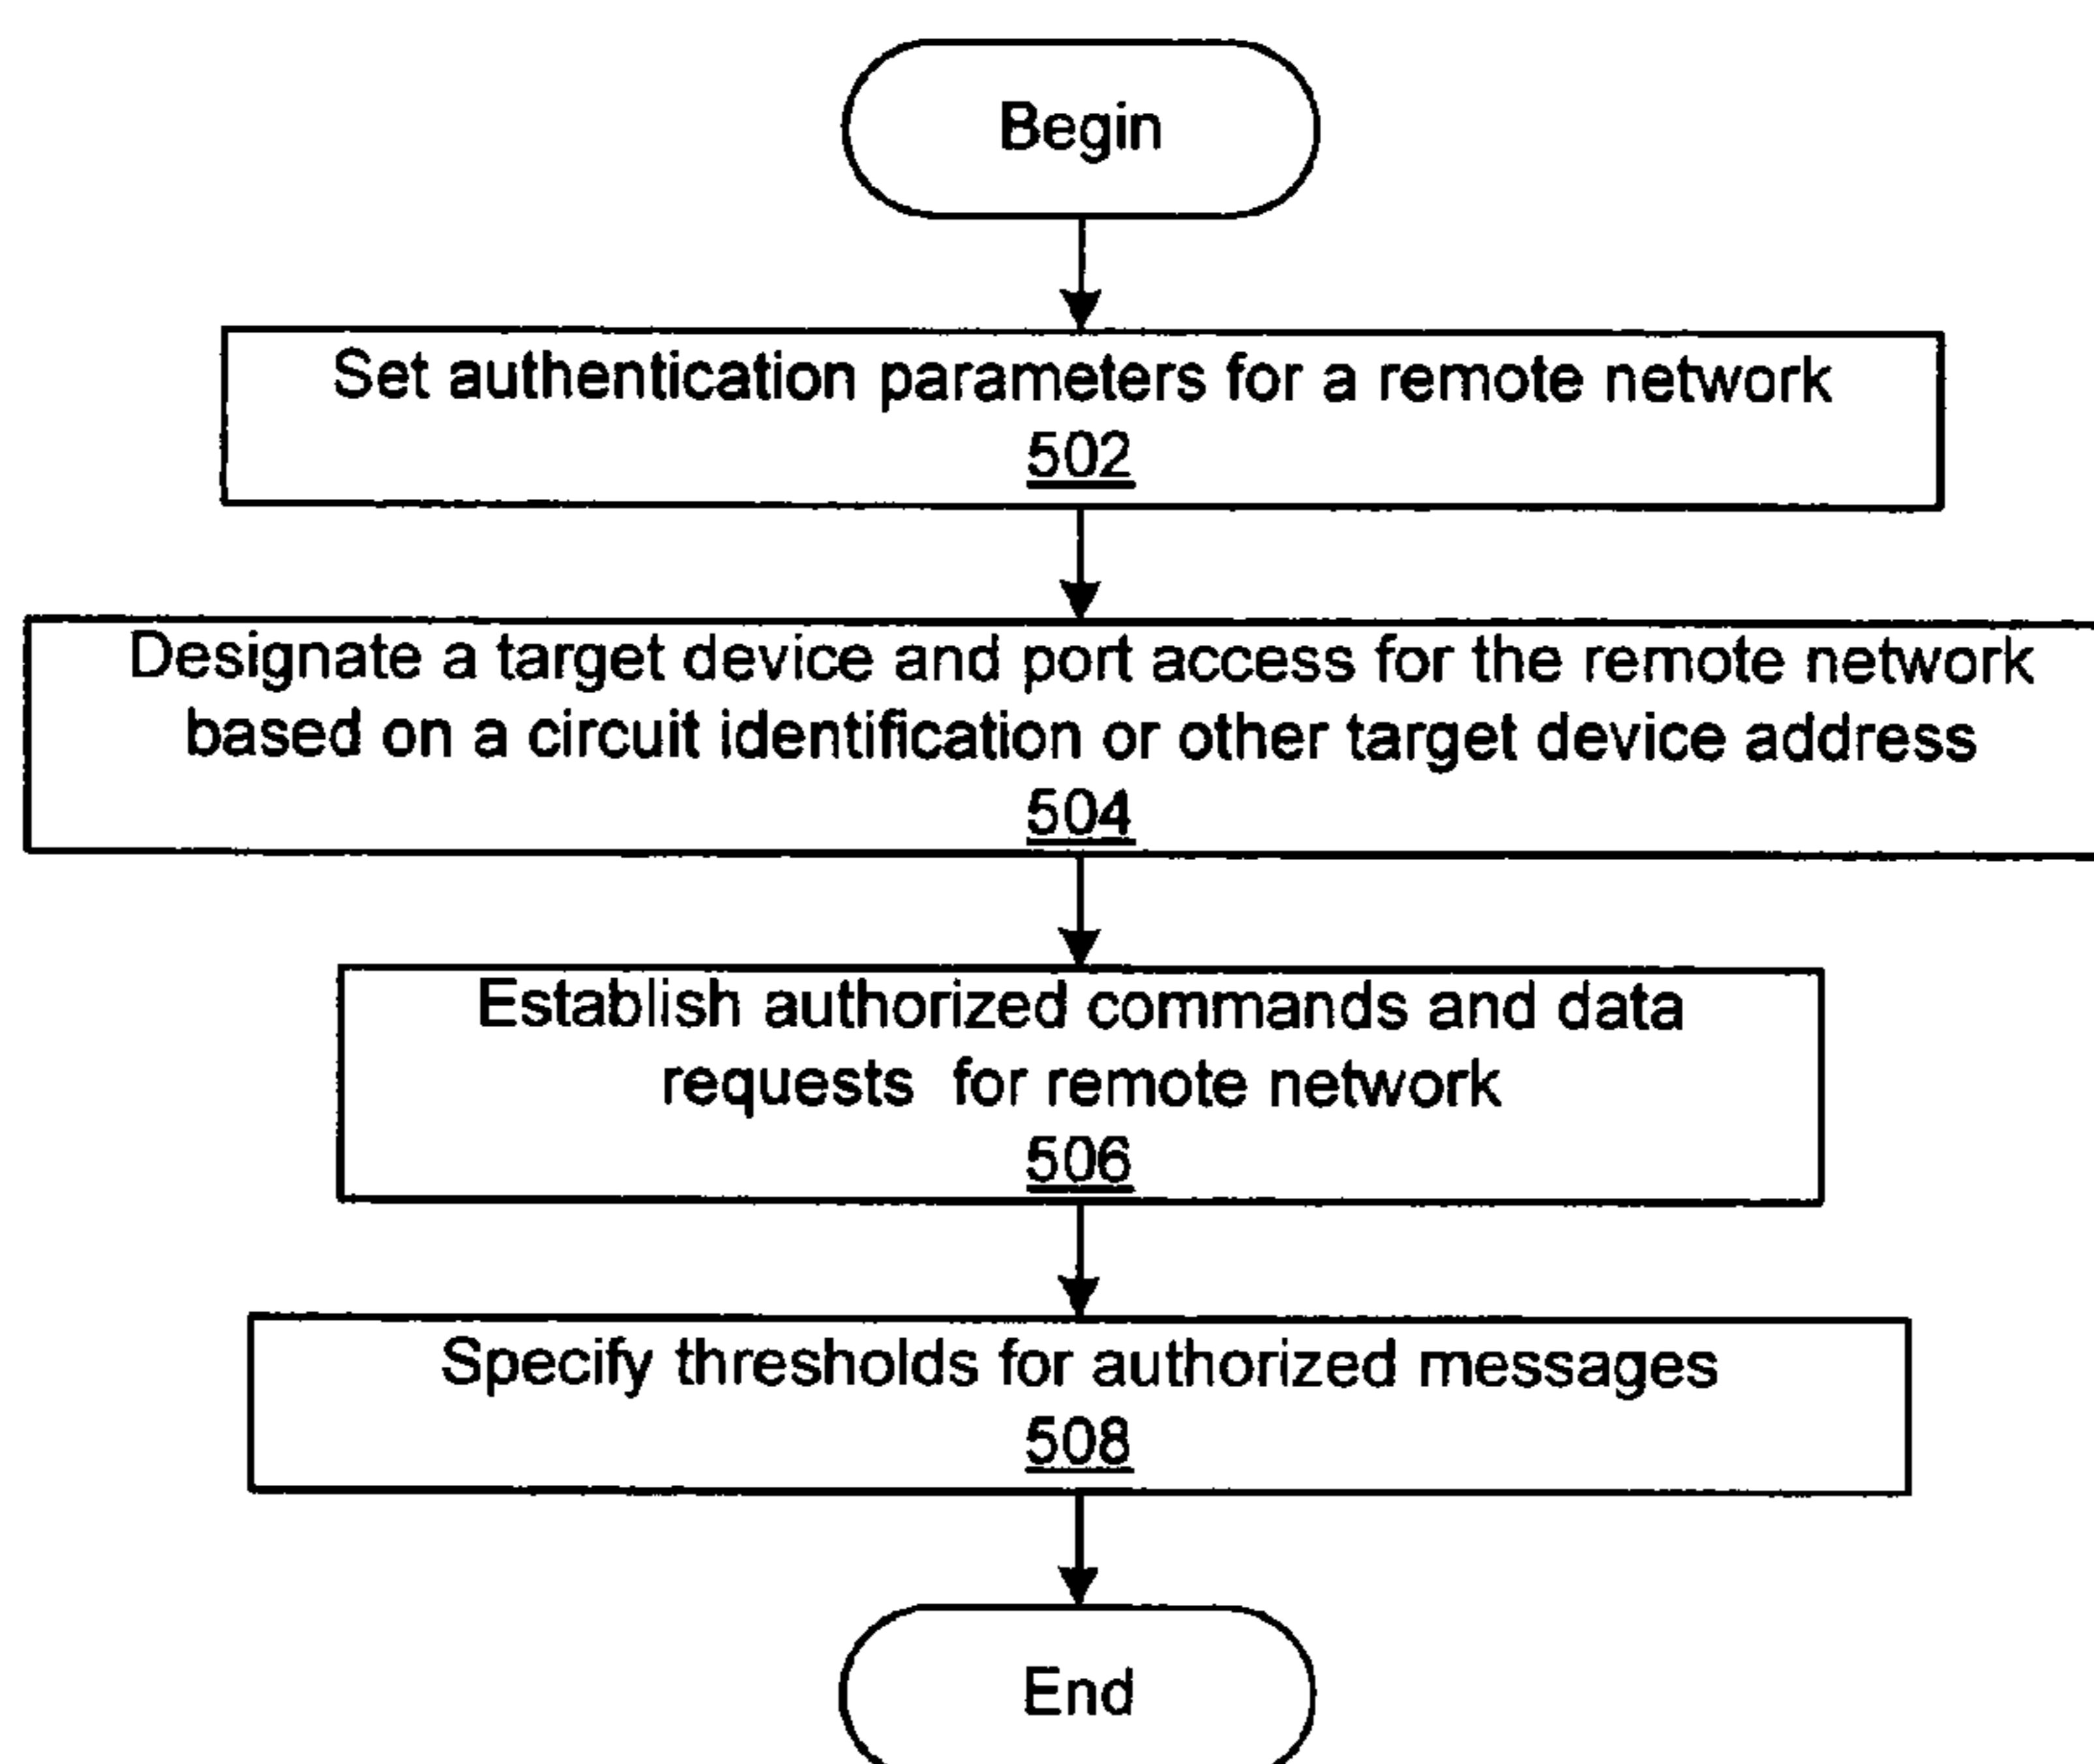 Begin
Set authentication parameters for a remote network
502
Designate a target device and port access for the remote network
based on a circuit identification or other target device address
504
Establish authorized commands and data
requests for remote network
506
Specify thresholds for authorized messages
508
End